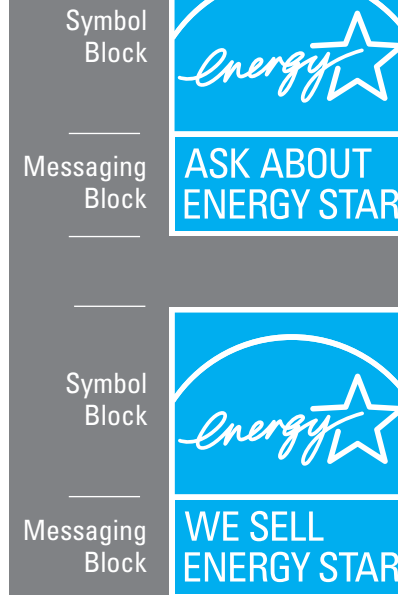 Symbol
Block
energy
Messaging
Block
ASK ABOUT
ENERGY STAR
Symbol
Block
energy
Messaging
Block
WE SELL
ENERGY STAR